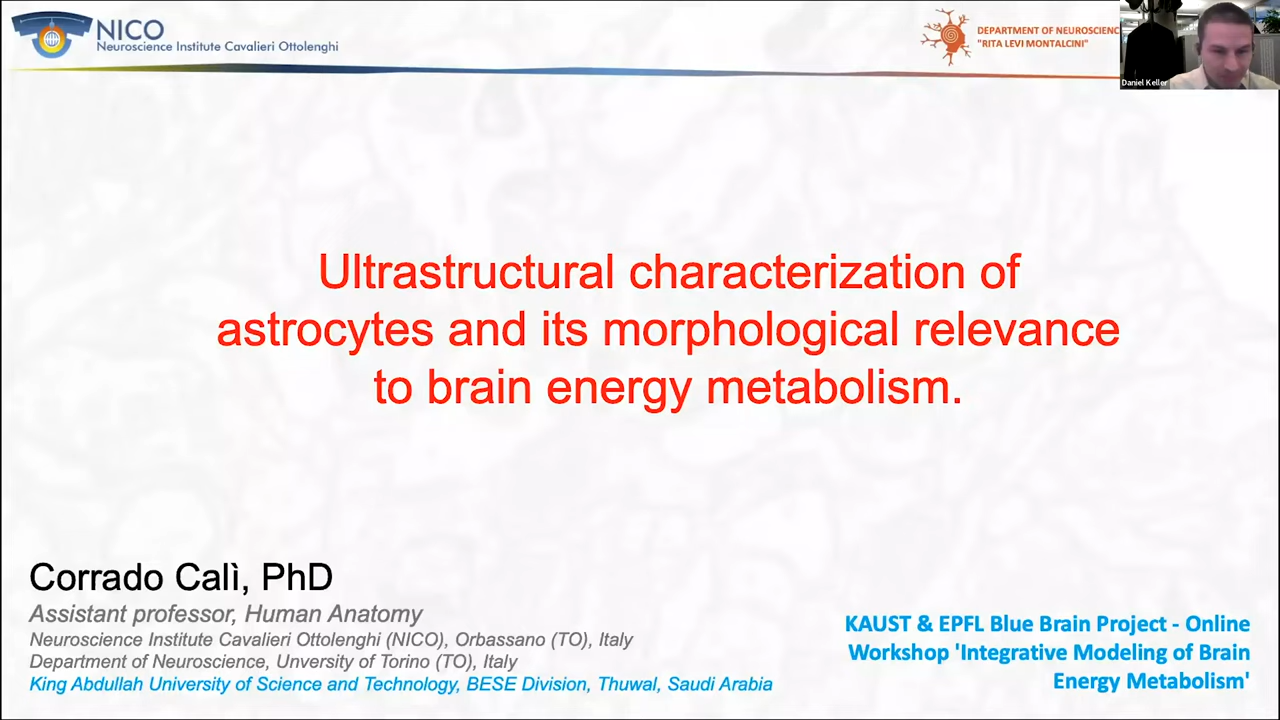 NICO
Neuroscience Institute Cavalieri Ottolenghi
DEPARTMENT OF NEUROSCIENC
"RITA LEVI MONTALCINI"
Daniel Keller
Ultrastructural characterization of
astrocytes and its morphological relevance
to brain energy metabolism.
Corrado Calì, PhD
Assistant professor, Human Anatomy
Neuroscience Institute Cavalieri Ottolenghi (NICO), Orbassano (TO), Italy
Department of Neuroscience, Unversity of Torino (TO), Italy
King Abdullah University of Science and Technology, BESE Division, Thuwal, Saudi Arabia
KAUST & EPFL Blue Brain Project - Online
Workshop 'Integrative Modeling of Brain
Energy Metabolism'